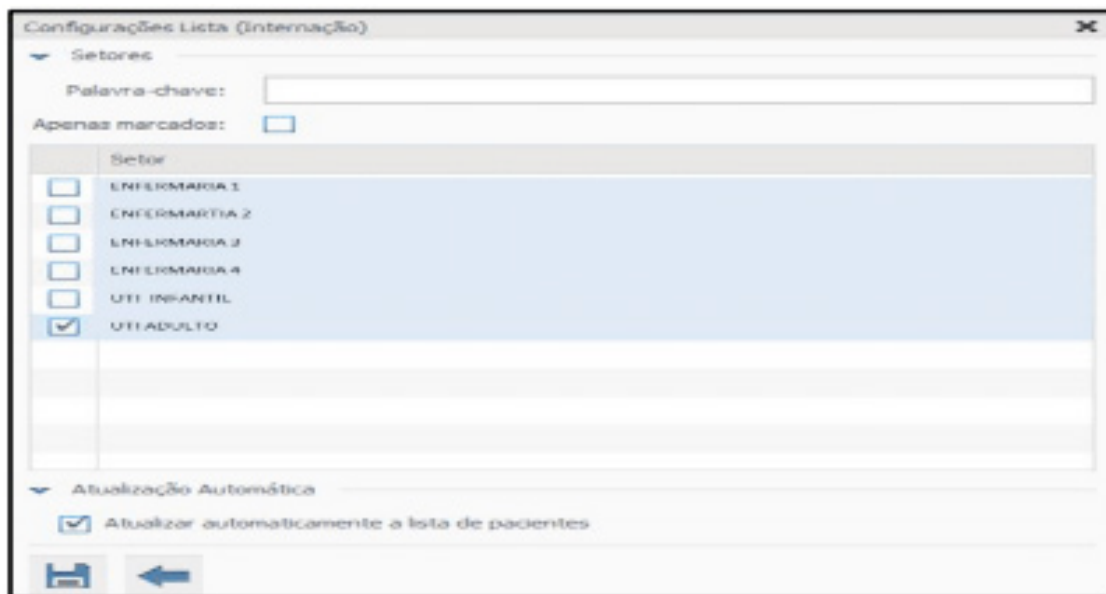 Configurações Lista (Internação)
Setores
Palavra-chave:
Apenas marcados:
Setor
ENFERMARIA 1
ENFERMARTIA 2
ENFERMARIA 3
ENFERMARIA 4
UTI INFANTIL
UTI ADULTO
Atualização Automática
Atualizar automaticamente a lista de pacientes